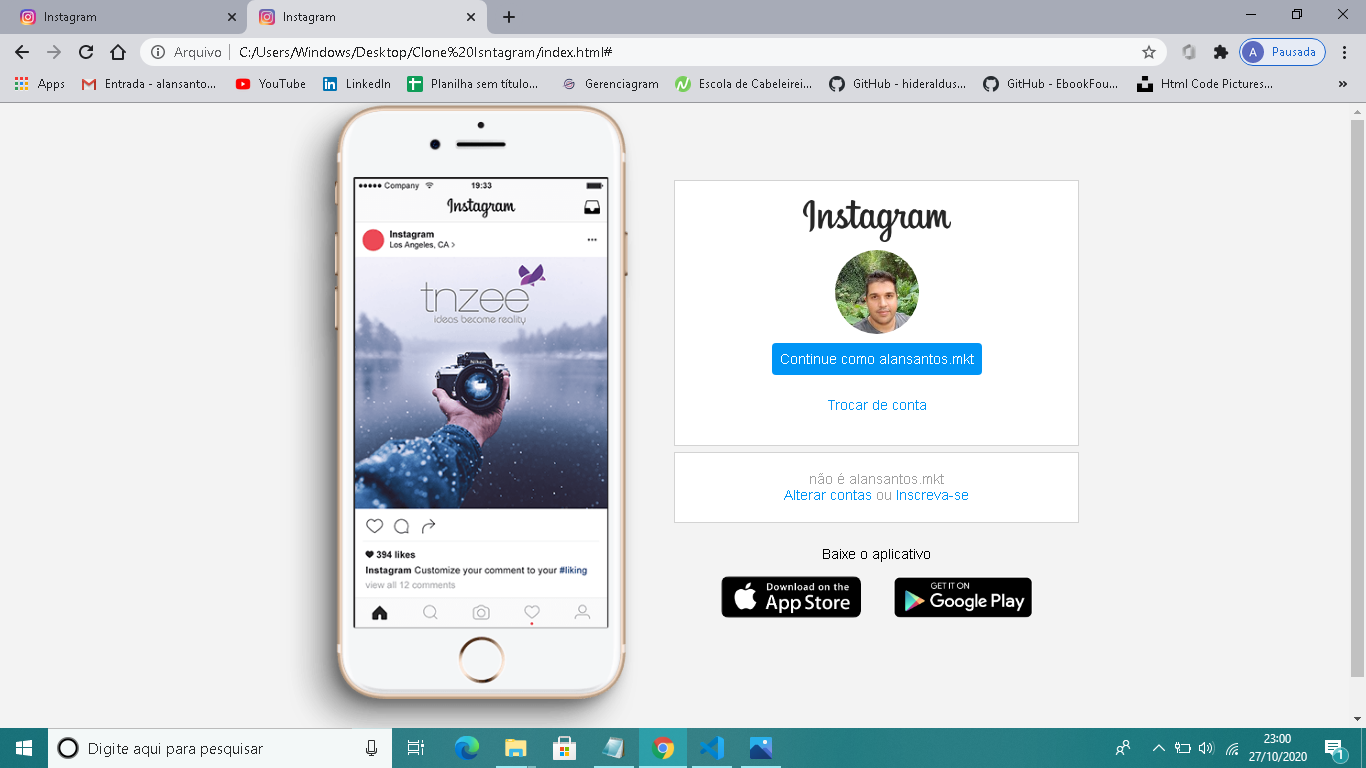 Instagram
Instagram
Arquivo
C:/Users/Windows/Desktop/Clone%20Isntagram/index.html#
A
Pausada
Apps
Entrada - alansanto...
YouTube
LinkedIn
Planilha sem título...
Gerenciagram
Escola de Cabeleirei...
GitHub - hideraldus...
GitHub - EbookFou...
Html Code Pictures...
»
Company
19:33
Instagram
Instagram
Los Angeles, CA >
tnzee
ideas become reality
Nikon
394 likes
Instagram Customize your comment to your #liking
view all 12 comments
Instagram
Continue como alansantos.mkt
Trocar de conta
não é alansantos.mkt
Alterar contas ou Inscreva-se
Baixe o aplicativo
Download on the
App Store
GET IT ON
Google Play
Digite aqui para pesquisar
23:00
27/10/2020
1